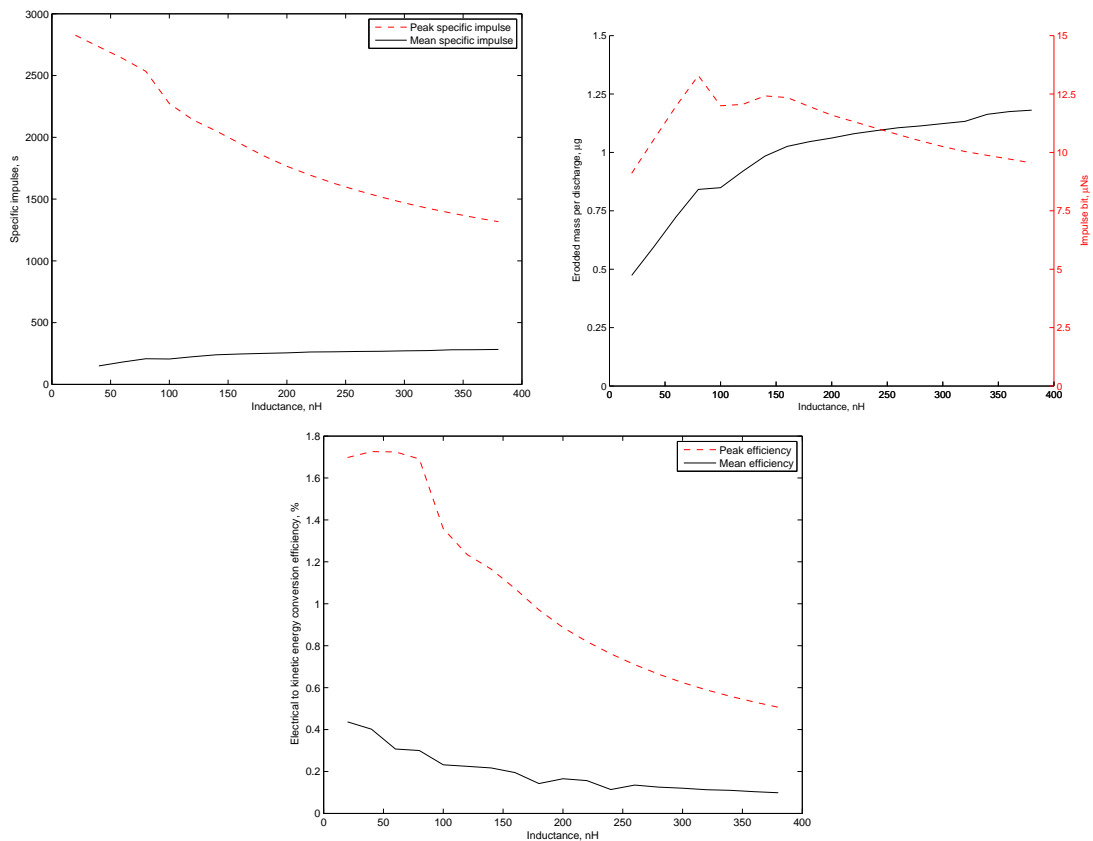 3000
2500
2000
1500
1000
500
0
Specific impulse, s
Peak specific impulse
Mean specific impulse
0 50 100 150 200 250 300 350 400
Inductance, nH
1.5
1.25
1
0.75
0.5
0.25
0
Erodded mass per discharge, μg
15
12.5
10
7.5
5
2.5
0
Impulse bit, μNs
0 50 100 150 200 250 300 350 400
Inductance, nH
1.8
1.6
1.4
1.2
1
0.8
0.6
0.4
0.2
0
Electrical to kinetic energy conversion efficiency, %
Peak efficiency
Mean efficiency
0 50 100 150 200 250 300 350 400
Inductance, nH